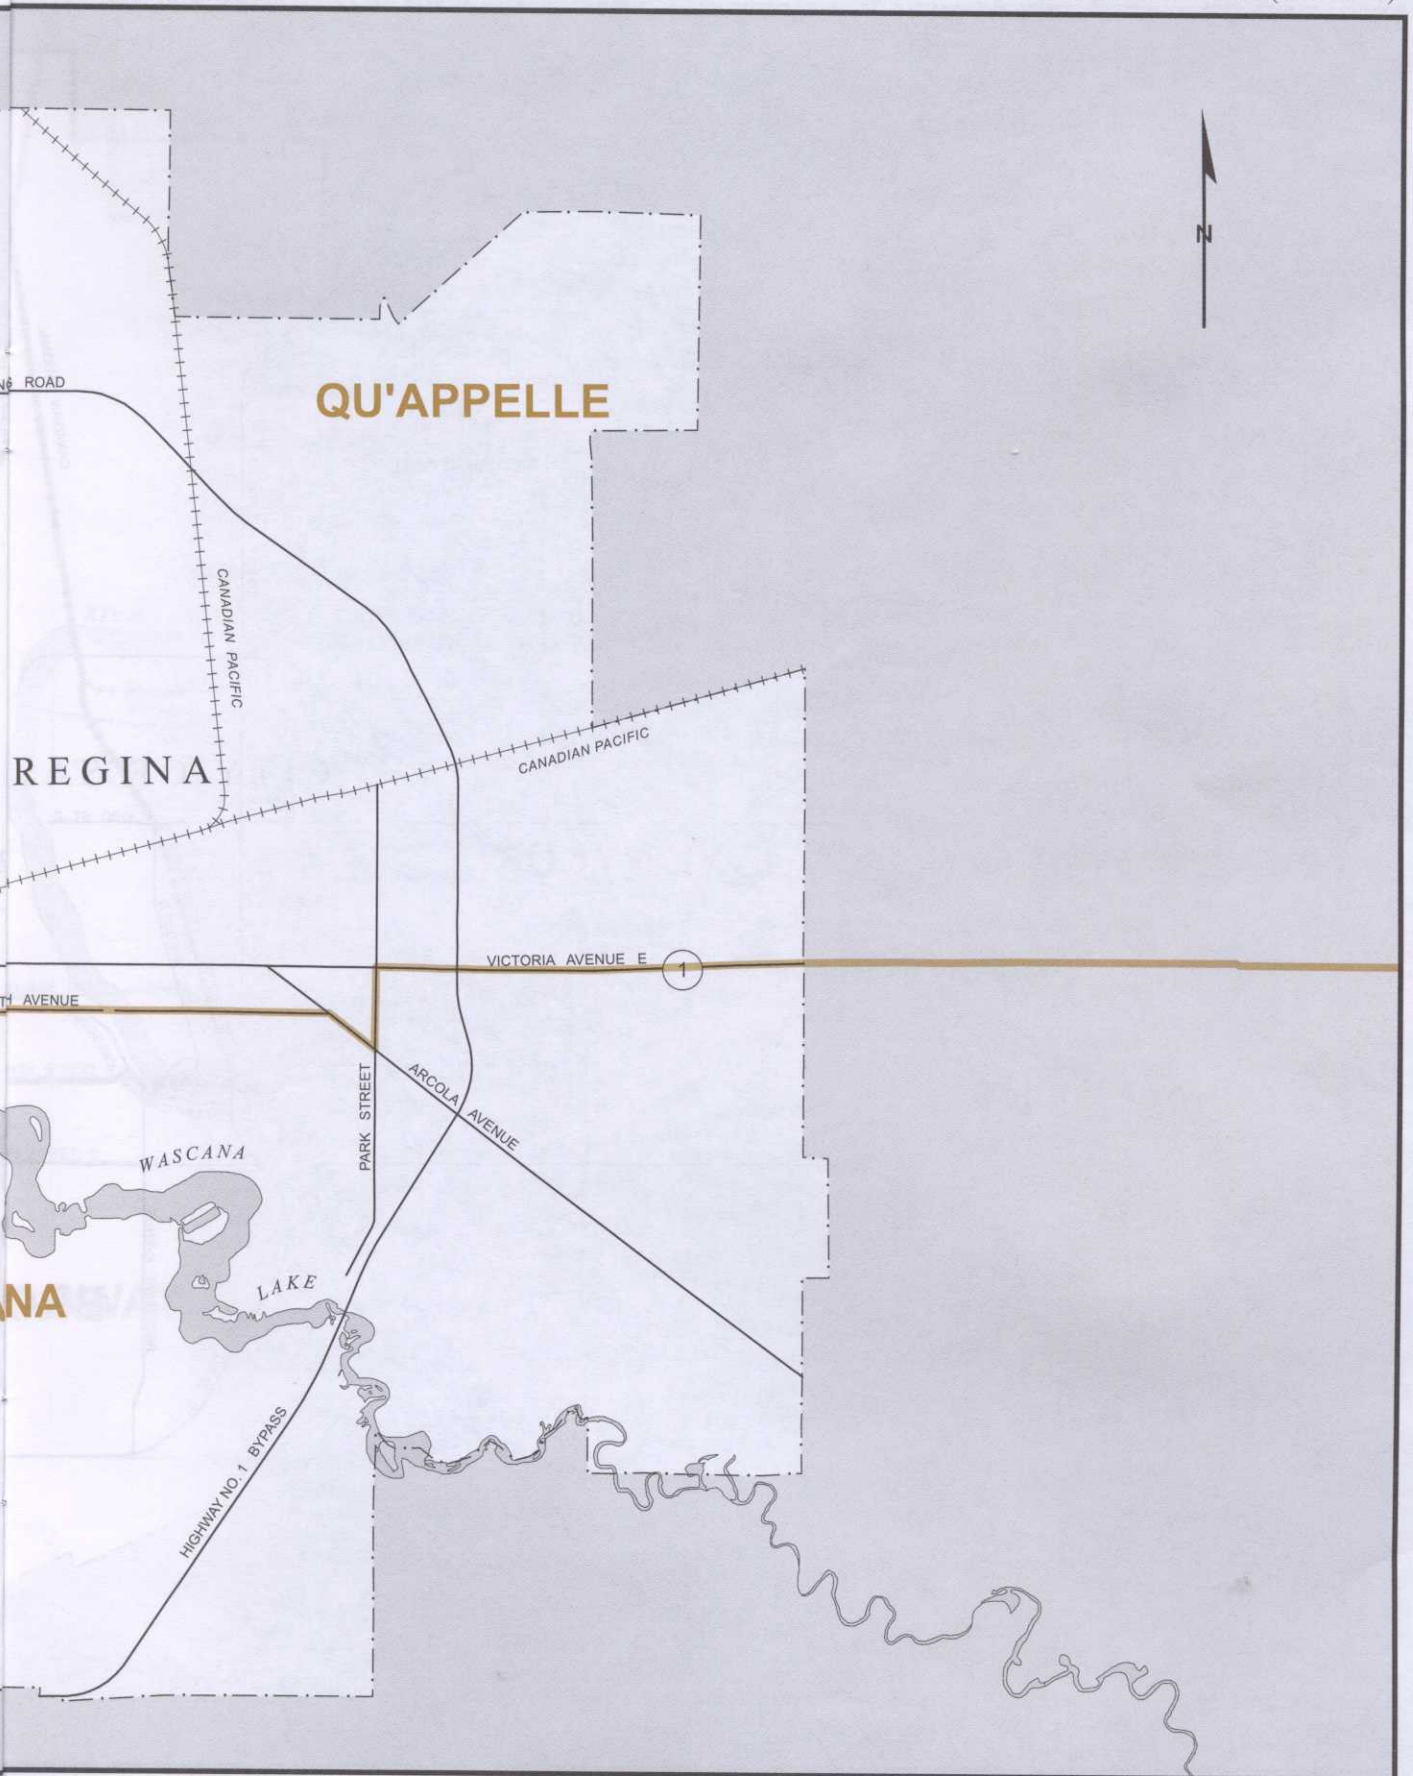 N
ROAD
QU'APPELLE
CANADIAN PACIFIC
REGINA
CANADIAN PACIFIC
VICTORIA AVENUE E
1
TH AVENUE
PARK STREET
ARCOLA AVENUE
WASCANA
LAKE
NA
HIGHWAY NO. 1 BYPASS